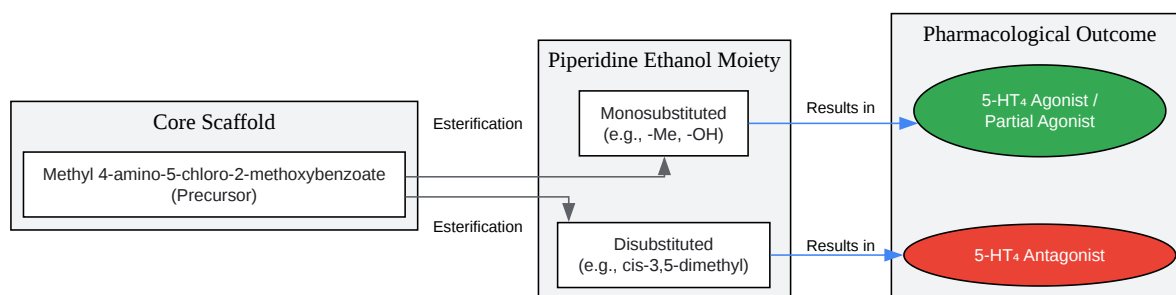 Core Scaffold
Methyl 4-amino-5-chloro-2-methoxybenzoate
(Precursor)
Esterification
Esterification
Piperidine Ethanol Moiety
Monosubstituted
(e.g., -Me, -OH)
Disubstituted
(e.g., cis-3,5-dimethyl)
Results in
Results in
Pharmacological Outcome
5-HT₄ Agonist /
Partial Agonist
5-HT₄ Antagonist